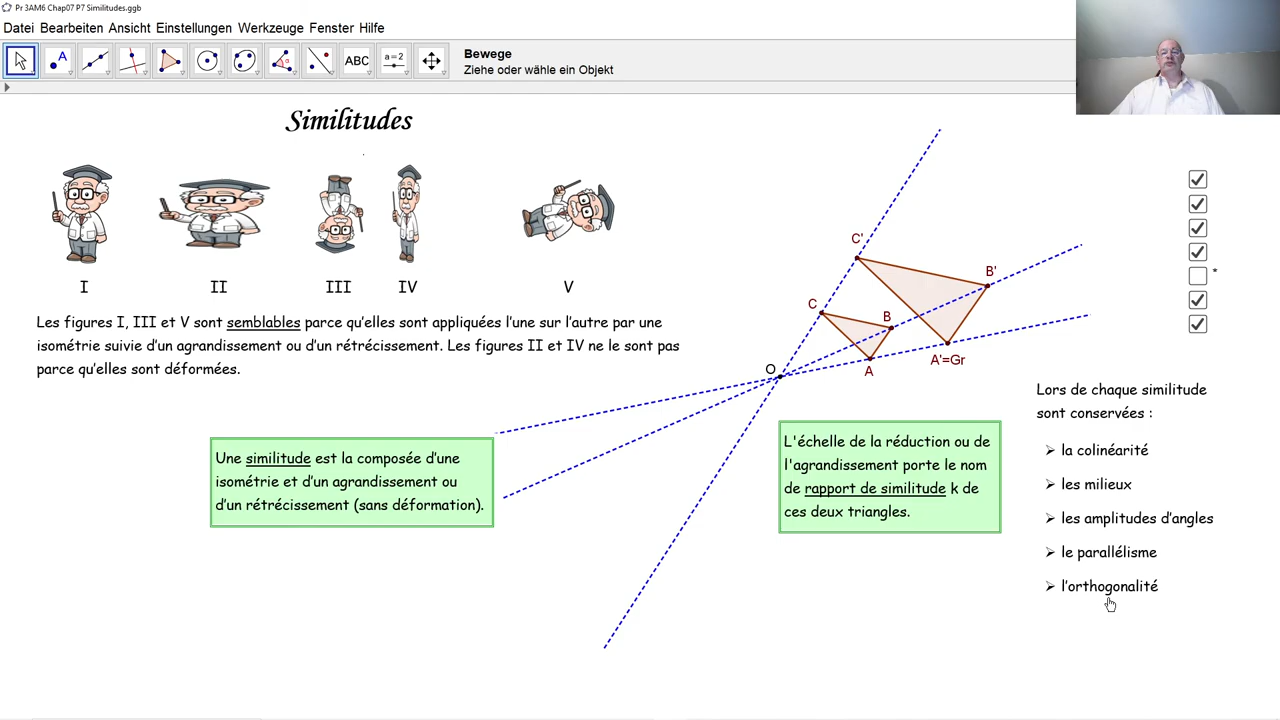 Pr 3AM6 Chap07 P7 Similitudes.ggb
Datei Bearbeiten Ansicht Einstellungen Werkzeuge Fenster Hilfe
A
α
ABC
a=2
Bewege
Ziehe oder wähle ein Objekt
Similitudes
I II III IV V
Les figures I, III et V sont semblables parce qu'elles sont appliquées l'une sur l'autre par une
isométrie suivie d'un agrandissement ou d'un rétrécissement. Les figures II et IV ne le sont pas
parce qu'elles sont déformées.
Une similitude est la composée d'une
isométrie et d'un agrandissement ou
d'un rétrécissement (sans déformation).
C'
B'
C
B
A'=Gr
O
A
L'échelle de la réduction ou de
l'agrandissement porte le nom
de rapport de similitude k de
ces deux triangles.
*
Lors de chaque similitude
sont conservées :
➢ la colinéarité
➢ les milieux
➢ les amplitudes d'angles
➢ le parallélisme
➢ l'orthogonalité